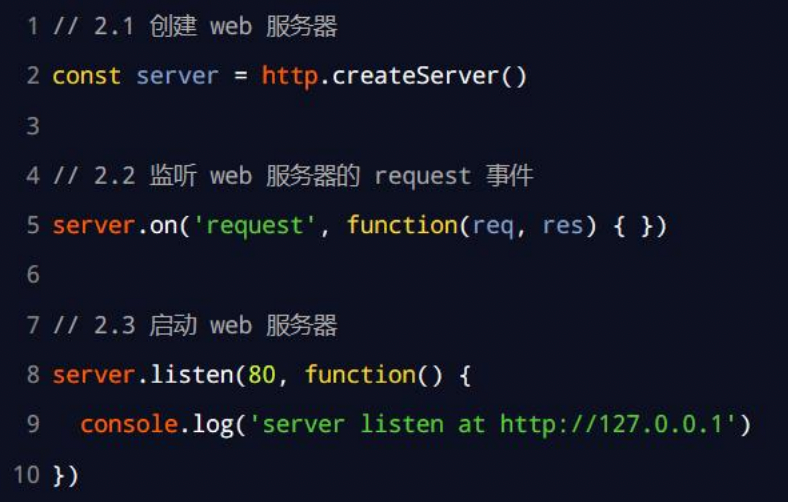 1 // 2.1 创建 web 服务器
2 const server = http.createServer()
3
4 // 2.2 监听 web 服务器的 request 事件
5 server.on('request', function(req, res) { })
6
7 // 2.3 启动 web 服务器
8 server.listen(80, function() {
9   console.log('server listen at http://127.0.0.1')
10 })